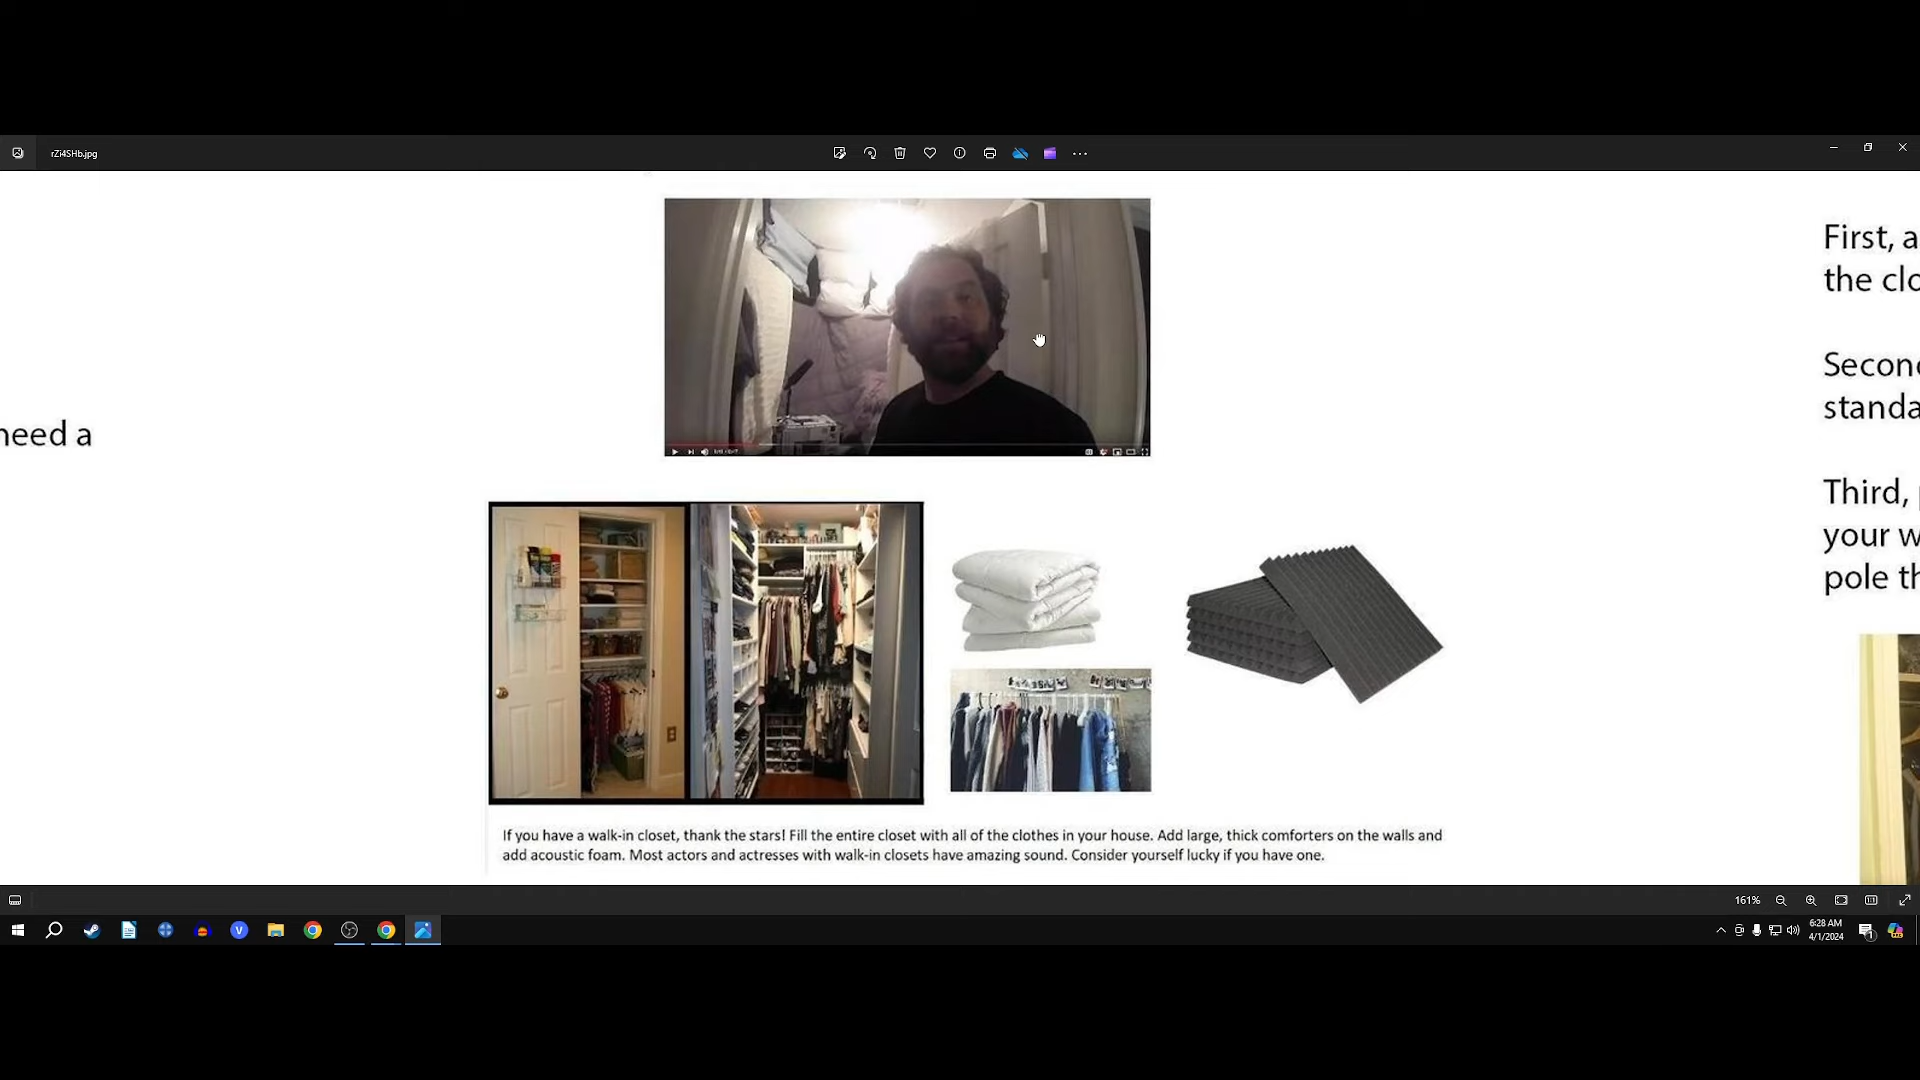 rZi4SHb.jpg
need a
If you have a walk-in closet, thank the stars! Fill the entire closet with all of the clothes in your house. Add large, thick comforters on the walls and
add acoustic foam. Most actors and actresses with walk-in closets have amazing sound. Consider yourself lucky if you have one.
First, a
the clo
Second
standa
Third, p
your w
pole th
161%
6:28 AM
4/1/2024